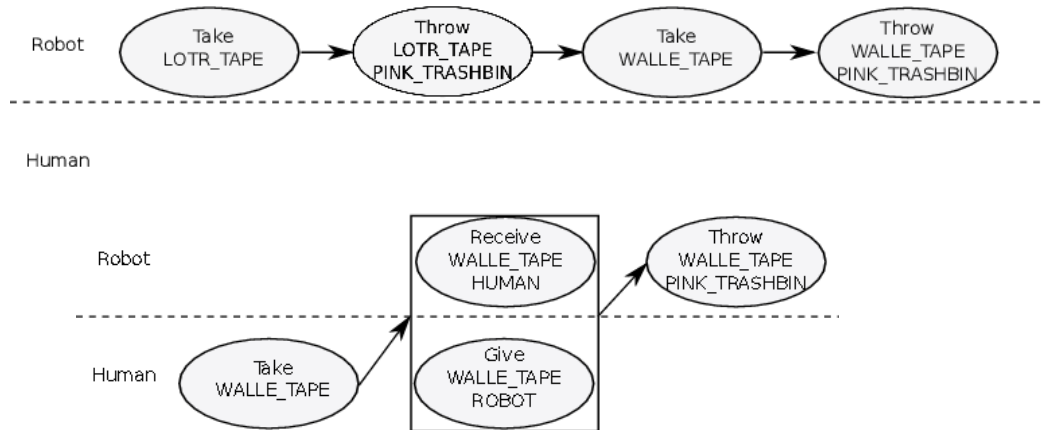 Robot
Take
LOTR_TAPE
Throw
LOTR_TAPE
PINK_TRASHBIN
Take
WALLE_TAPE
Throw
WALLE_TAPE
PINK_TRASHBIN
Human
Robot
Receive
WALLE_TAPE
HUMAN
Throw
WALLE_TAPE
PINK_TRASHBIN
Human
Take
WALLE_TAPE
Give
WALLE_TAPE
ROBOT